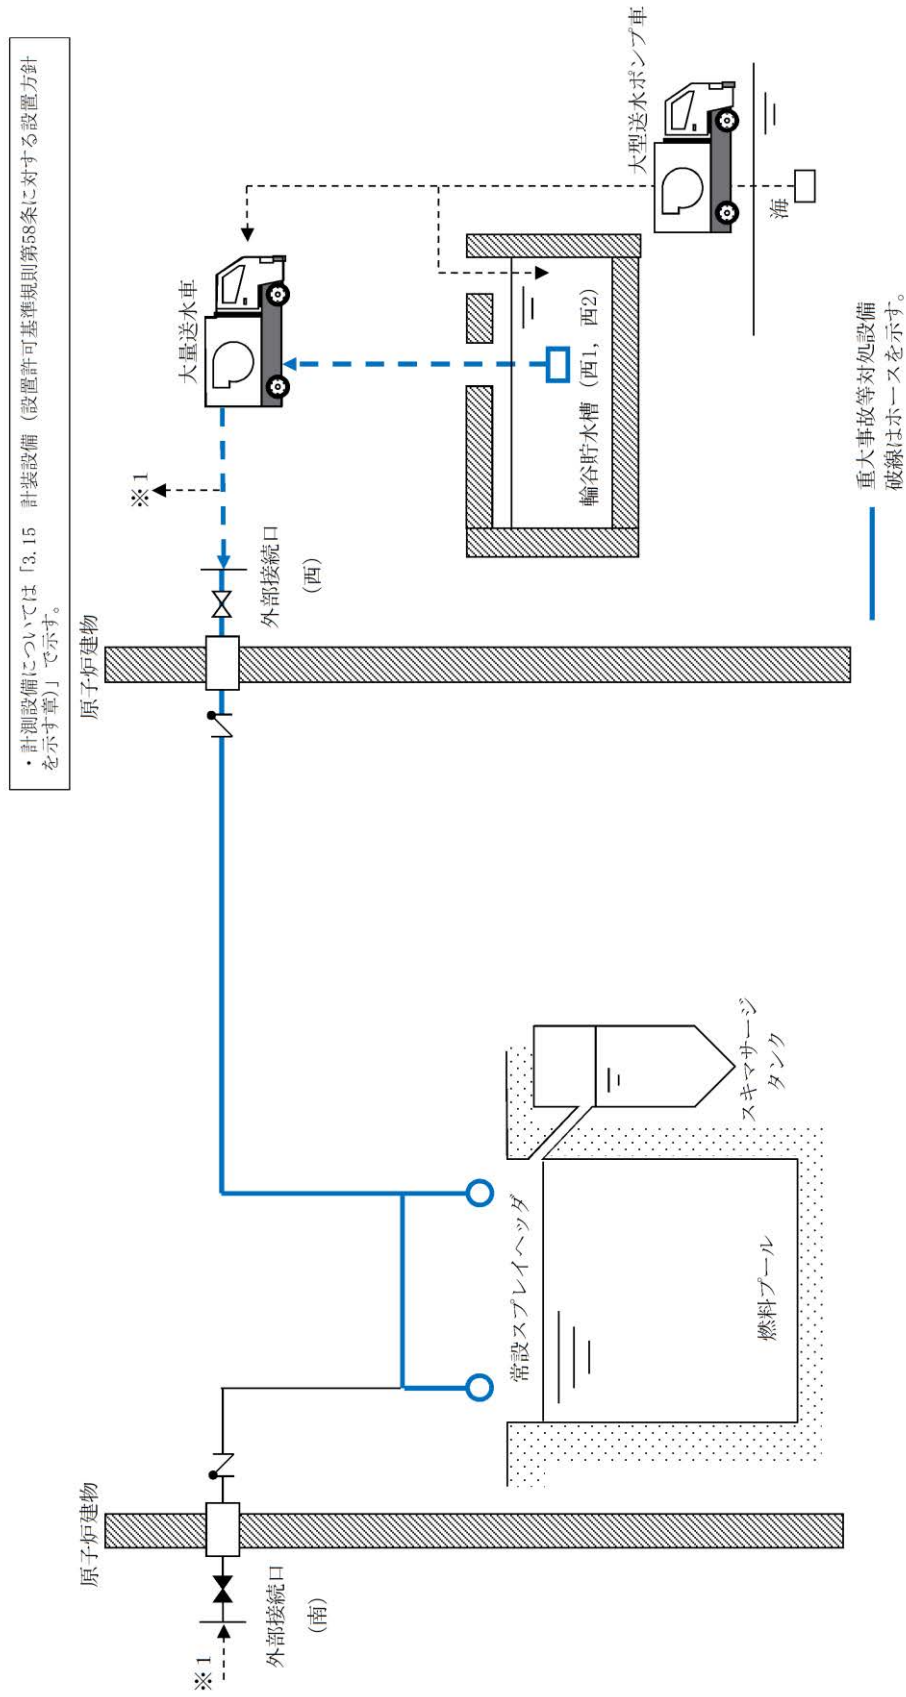 ・計測設備については「3.15　計装設備（設置許可基準規則第58条に対する設置方針
を示す章）」で示す。
原子炉建物
※1
外部接続口
（南）
常設スプレイヘッダ
燃料プール
スキマサージ
タンク
原子炉建物
外部接続口
（西）
※1
大量送水車
輪谷貯水槽（西1，西2）
大型送水ポンプ車
海
重大事故等対処設備
破線はホースを示す。